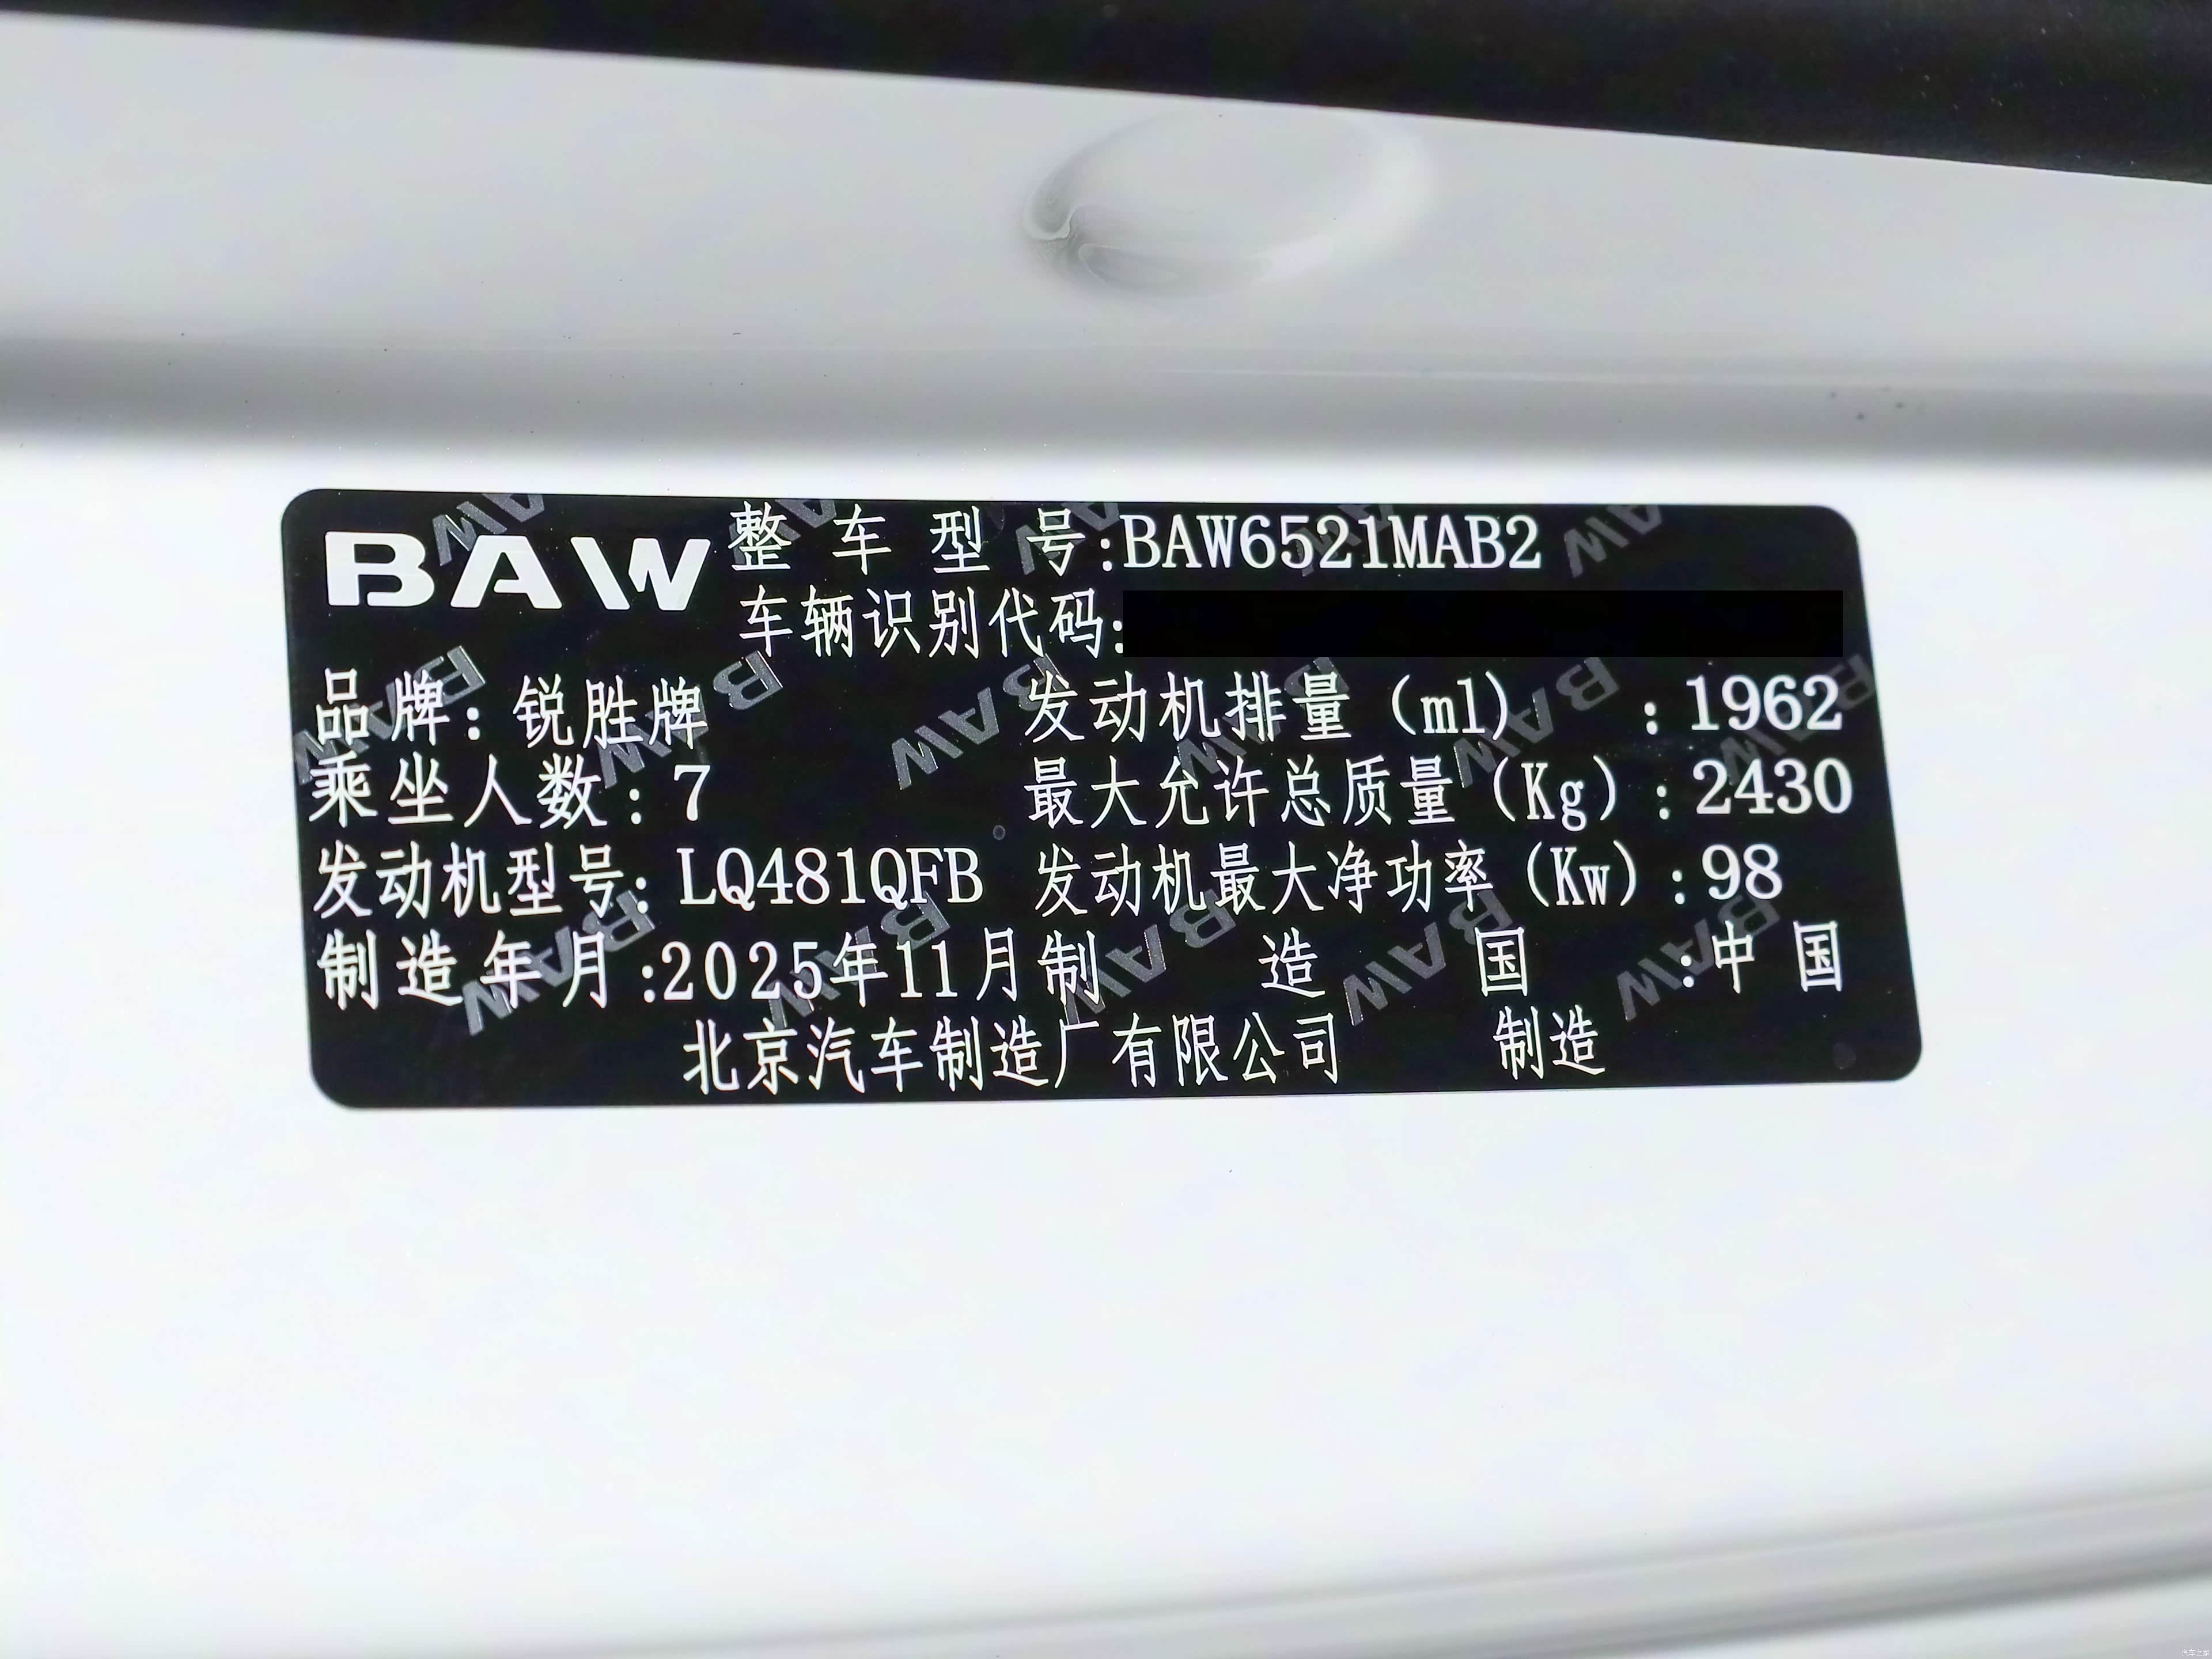 BAW
整车型号:BAW6521MAB2
车辆识别代码:
品牌: 锐胜牌 发动机排量(ml) :1962
乘坐人数: 7 最大允许总质量(Kg):2430
发动机型号: LQ481QFB 发动机最大净功率(Kw):98
制造年月:2025年11月 制造国:中国
北京汽车制造厂有限公司 制造
汽车之家